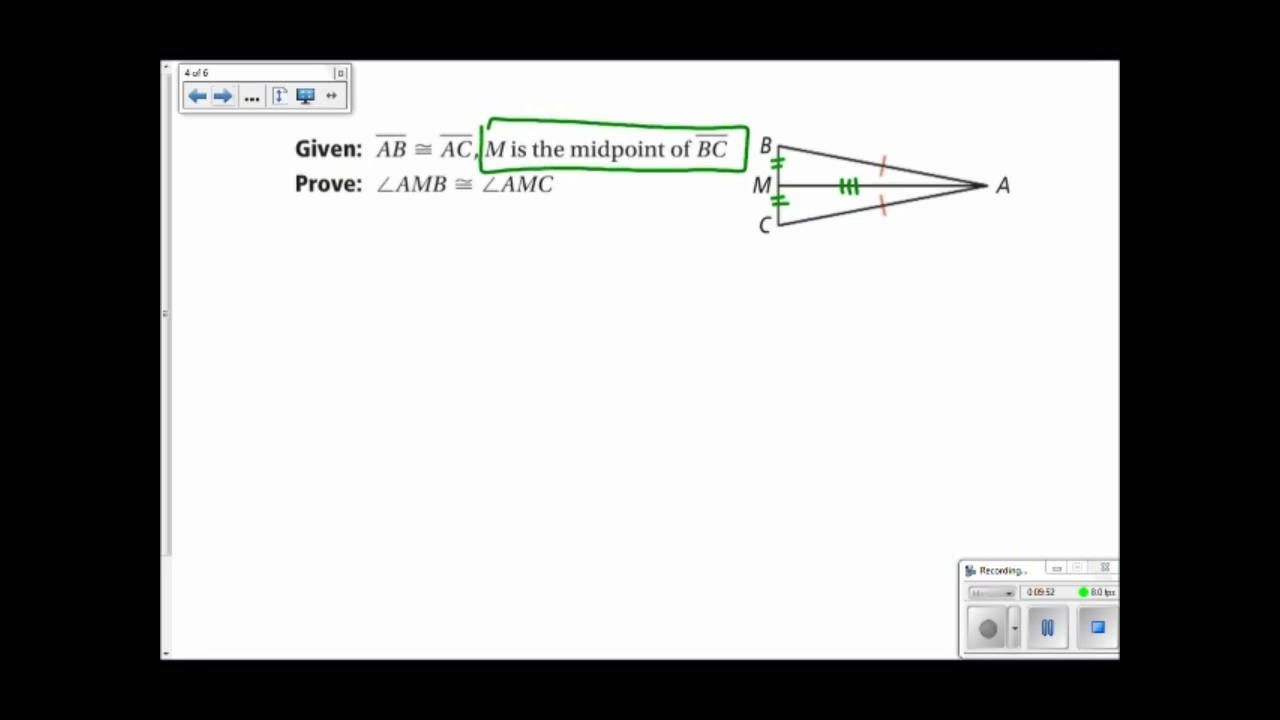 4 of 6
Given: AB ≅ AC, M is the midpoint of BC
Prove: ∠AMB ≅ ∠AMC
B
M
A
C
Recording...
0:09:52
8.0 fps